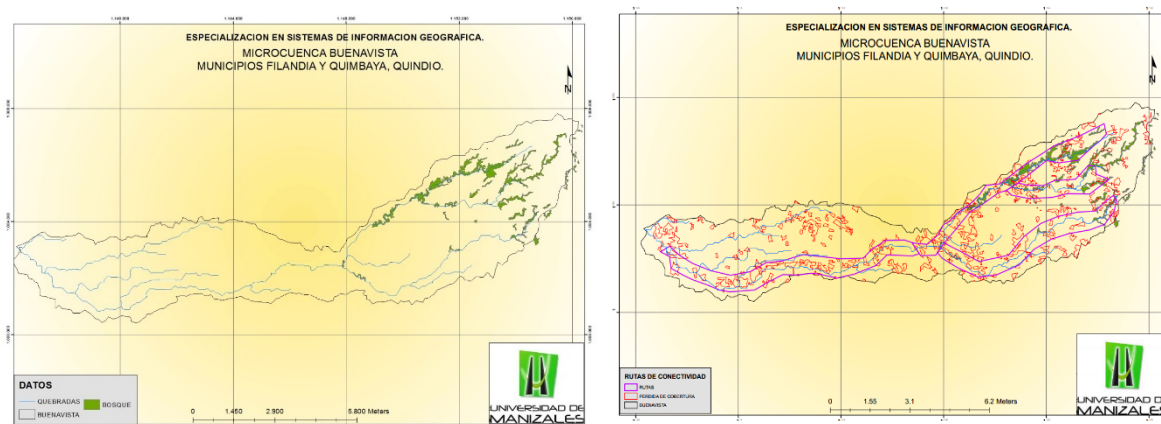 ESPECIALIZACION EN SISTEMAS DE INFORMACION GEOGRAFICA.
MICROCUENCA BUENAVISTA
MUNICIPIOS FILANDIA Y QUIMBAYA, QUINDIO.
N
DATOS
QUEBRADAS
BUENAVISTA
BOSQUE
0 1.450 2.900 5.800 Meters
UNIVERSIDAD DE
MANIZALES
ESPECIALIZACION EN SISTEMAS DE INFORMACION GEOGRAFICA.
MICROCUENCA BUENAVISTA
MUNICIPIOS FILANDIA Y QUIMBAYA, QUINDIO.
N
RUTAS DE CONECTIVIDAD
RUTAS
PERDIDA DE COBERTURA
BUENAVISTA
0 1.55 3.1 6.2 Meters
UNIVERSIDAD DE
MANIZALES